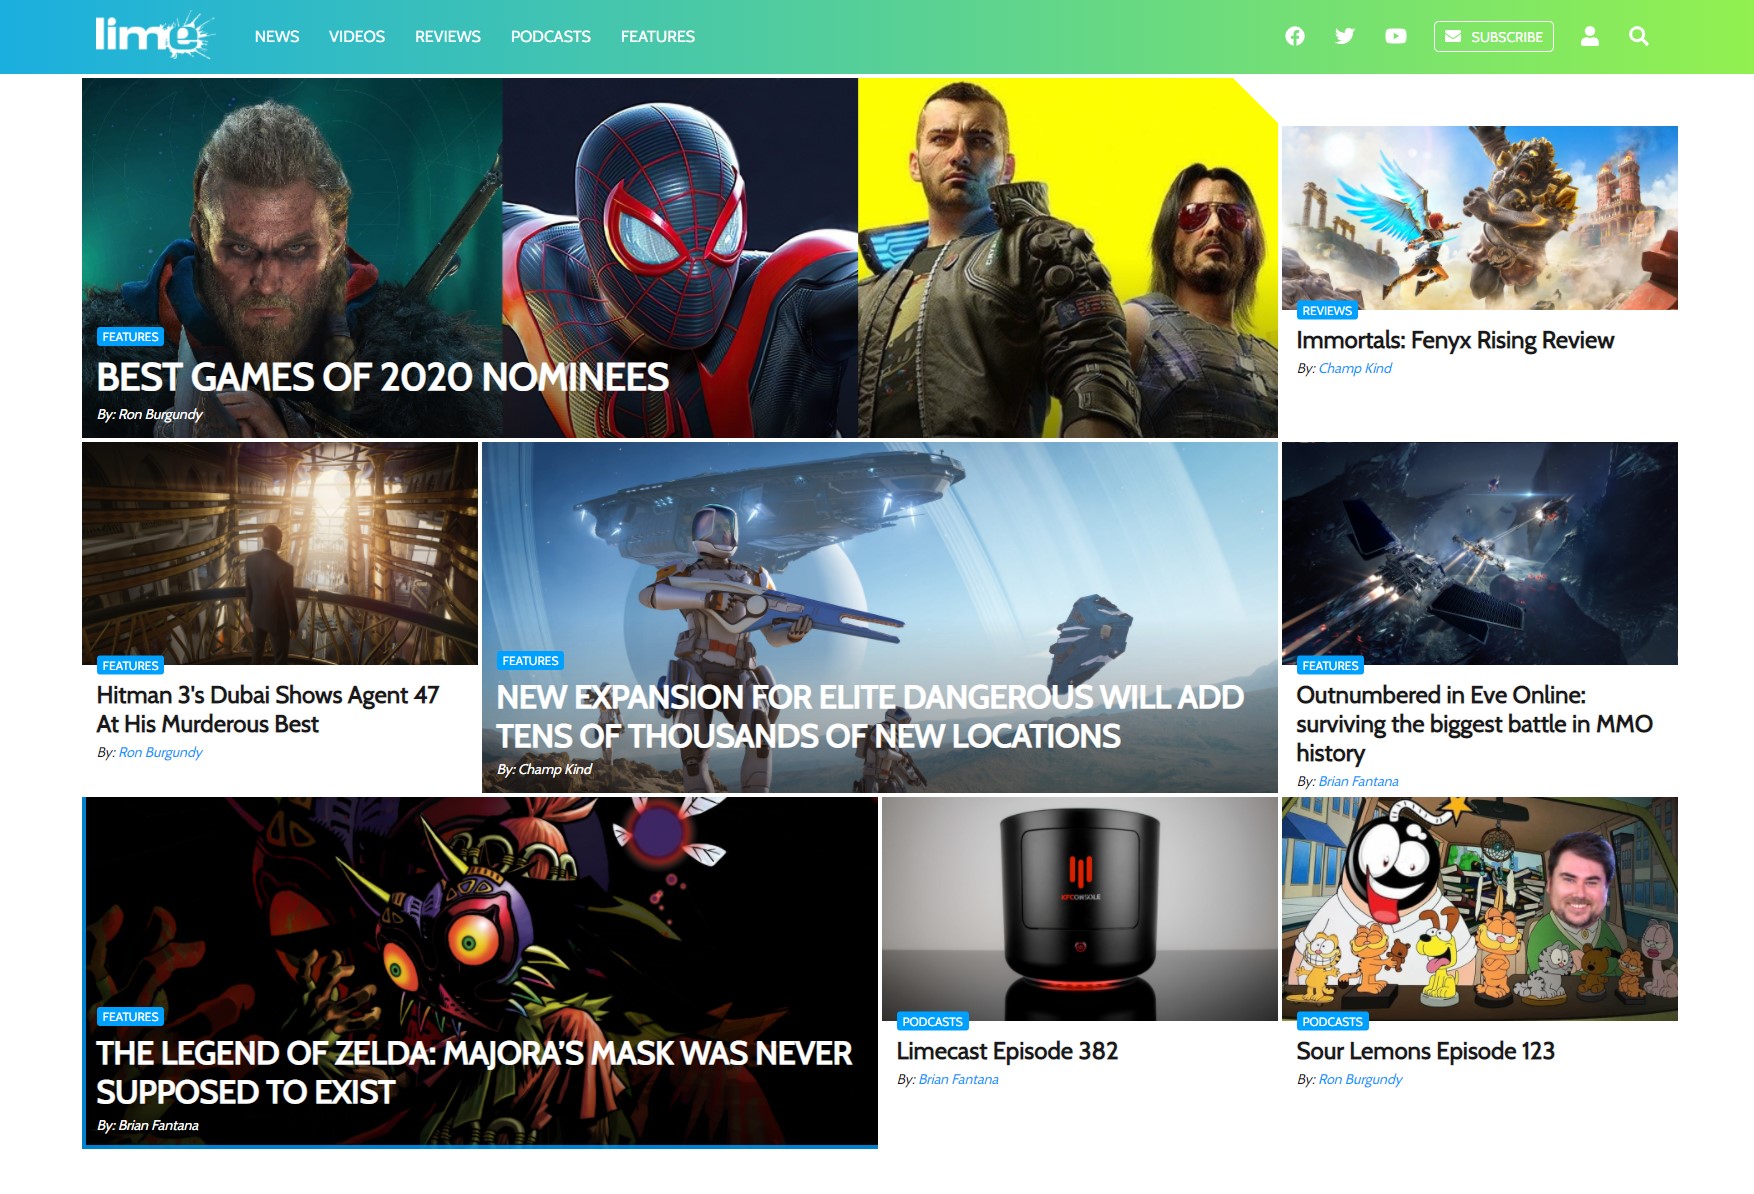 lime
NEWS
VIDEOS
REVIEWS
PODCASTS
FEATURES
SUBSCRIBE
FEATURES
BEST GAMES OF 2020 NOMINEES
By: Ron Burgundy
REVIEWS
Immortals: Fenyx Rising Review
By: Champ Kind
FEATURES
Hitman 3's Dubai Shows Agent 47
At His Murderous Best
By: Ron Burgundy
FEATURES
NEW EXPANSION FOR ELITE DANGEROUS WILL ADD
TENS OF THOUSANDS OF NEW LOCATIONS
By: Champ Kind
FEATURES
Outnumbered in Eve Online:
surviving the biggest battle in MMO
history
By: Brian Fantana
FEATURES
THE LEGEND OF ZELDA: MAJORA’S MASK WAS NEVER
SUPPOSED TO EXIST
By: Brian Fantana
KFCONSOLE
PODCASTS
Limecast Episode 382
By: Brian Fantana
PODCASTS
Sour Lemons Episode 123
By: Ron Burgundy